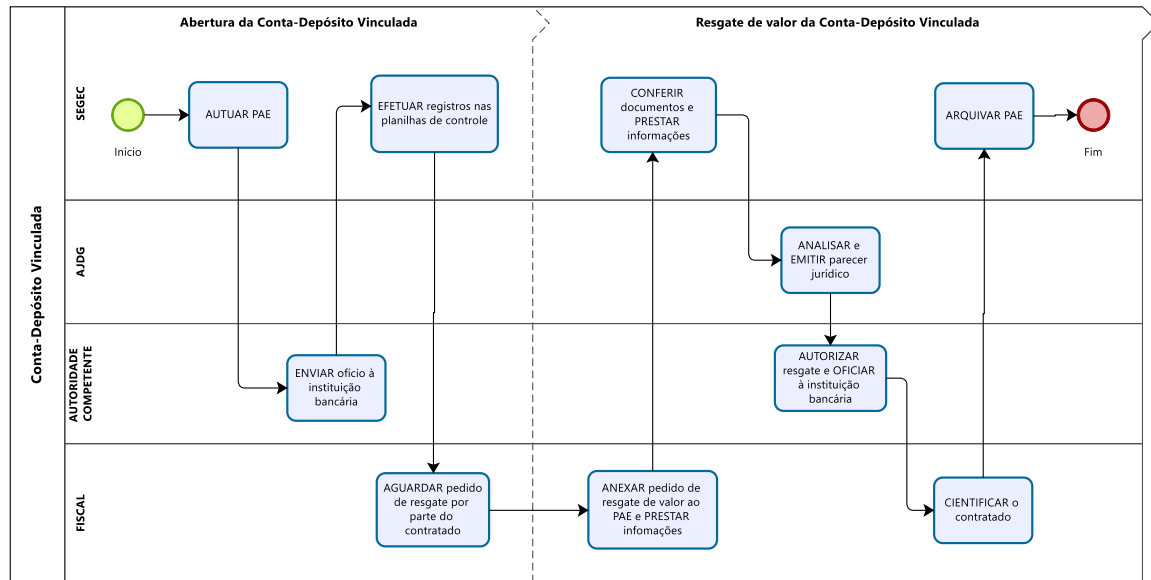 Abertura da Conta-Depósito Vinculada
Resgate de valor da Conta-Depósito Vinculada
Conta-Depósito Vinculada
SEGEC
Início
AUTUAR PAE
EFETUAR registros nas
planilhas de controle
CONFERIR
documentos e
PRESTAR
informações
ARQUIVAR PAE
Fim
AJDG
ANALISAR e
EMITIR parecer
jurídico
AUTORIDADE
COMPETENTE
ENVIAR ofício à
instituição
bancária
AUTORIZAR
resgate e OFICIAR
à instituição
bancária
FISCAL
AGUARDAR pedido
de resgate por
parte do
contratado
ANEXAR pedido de
resgate de valor ao
PAE e PRESTAR
infomações
CIENTIFICAR o
contratado